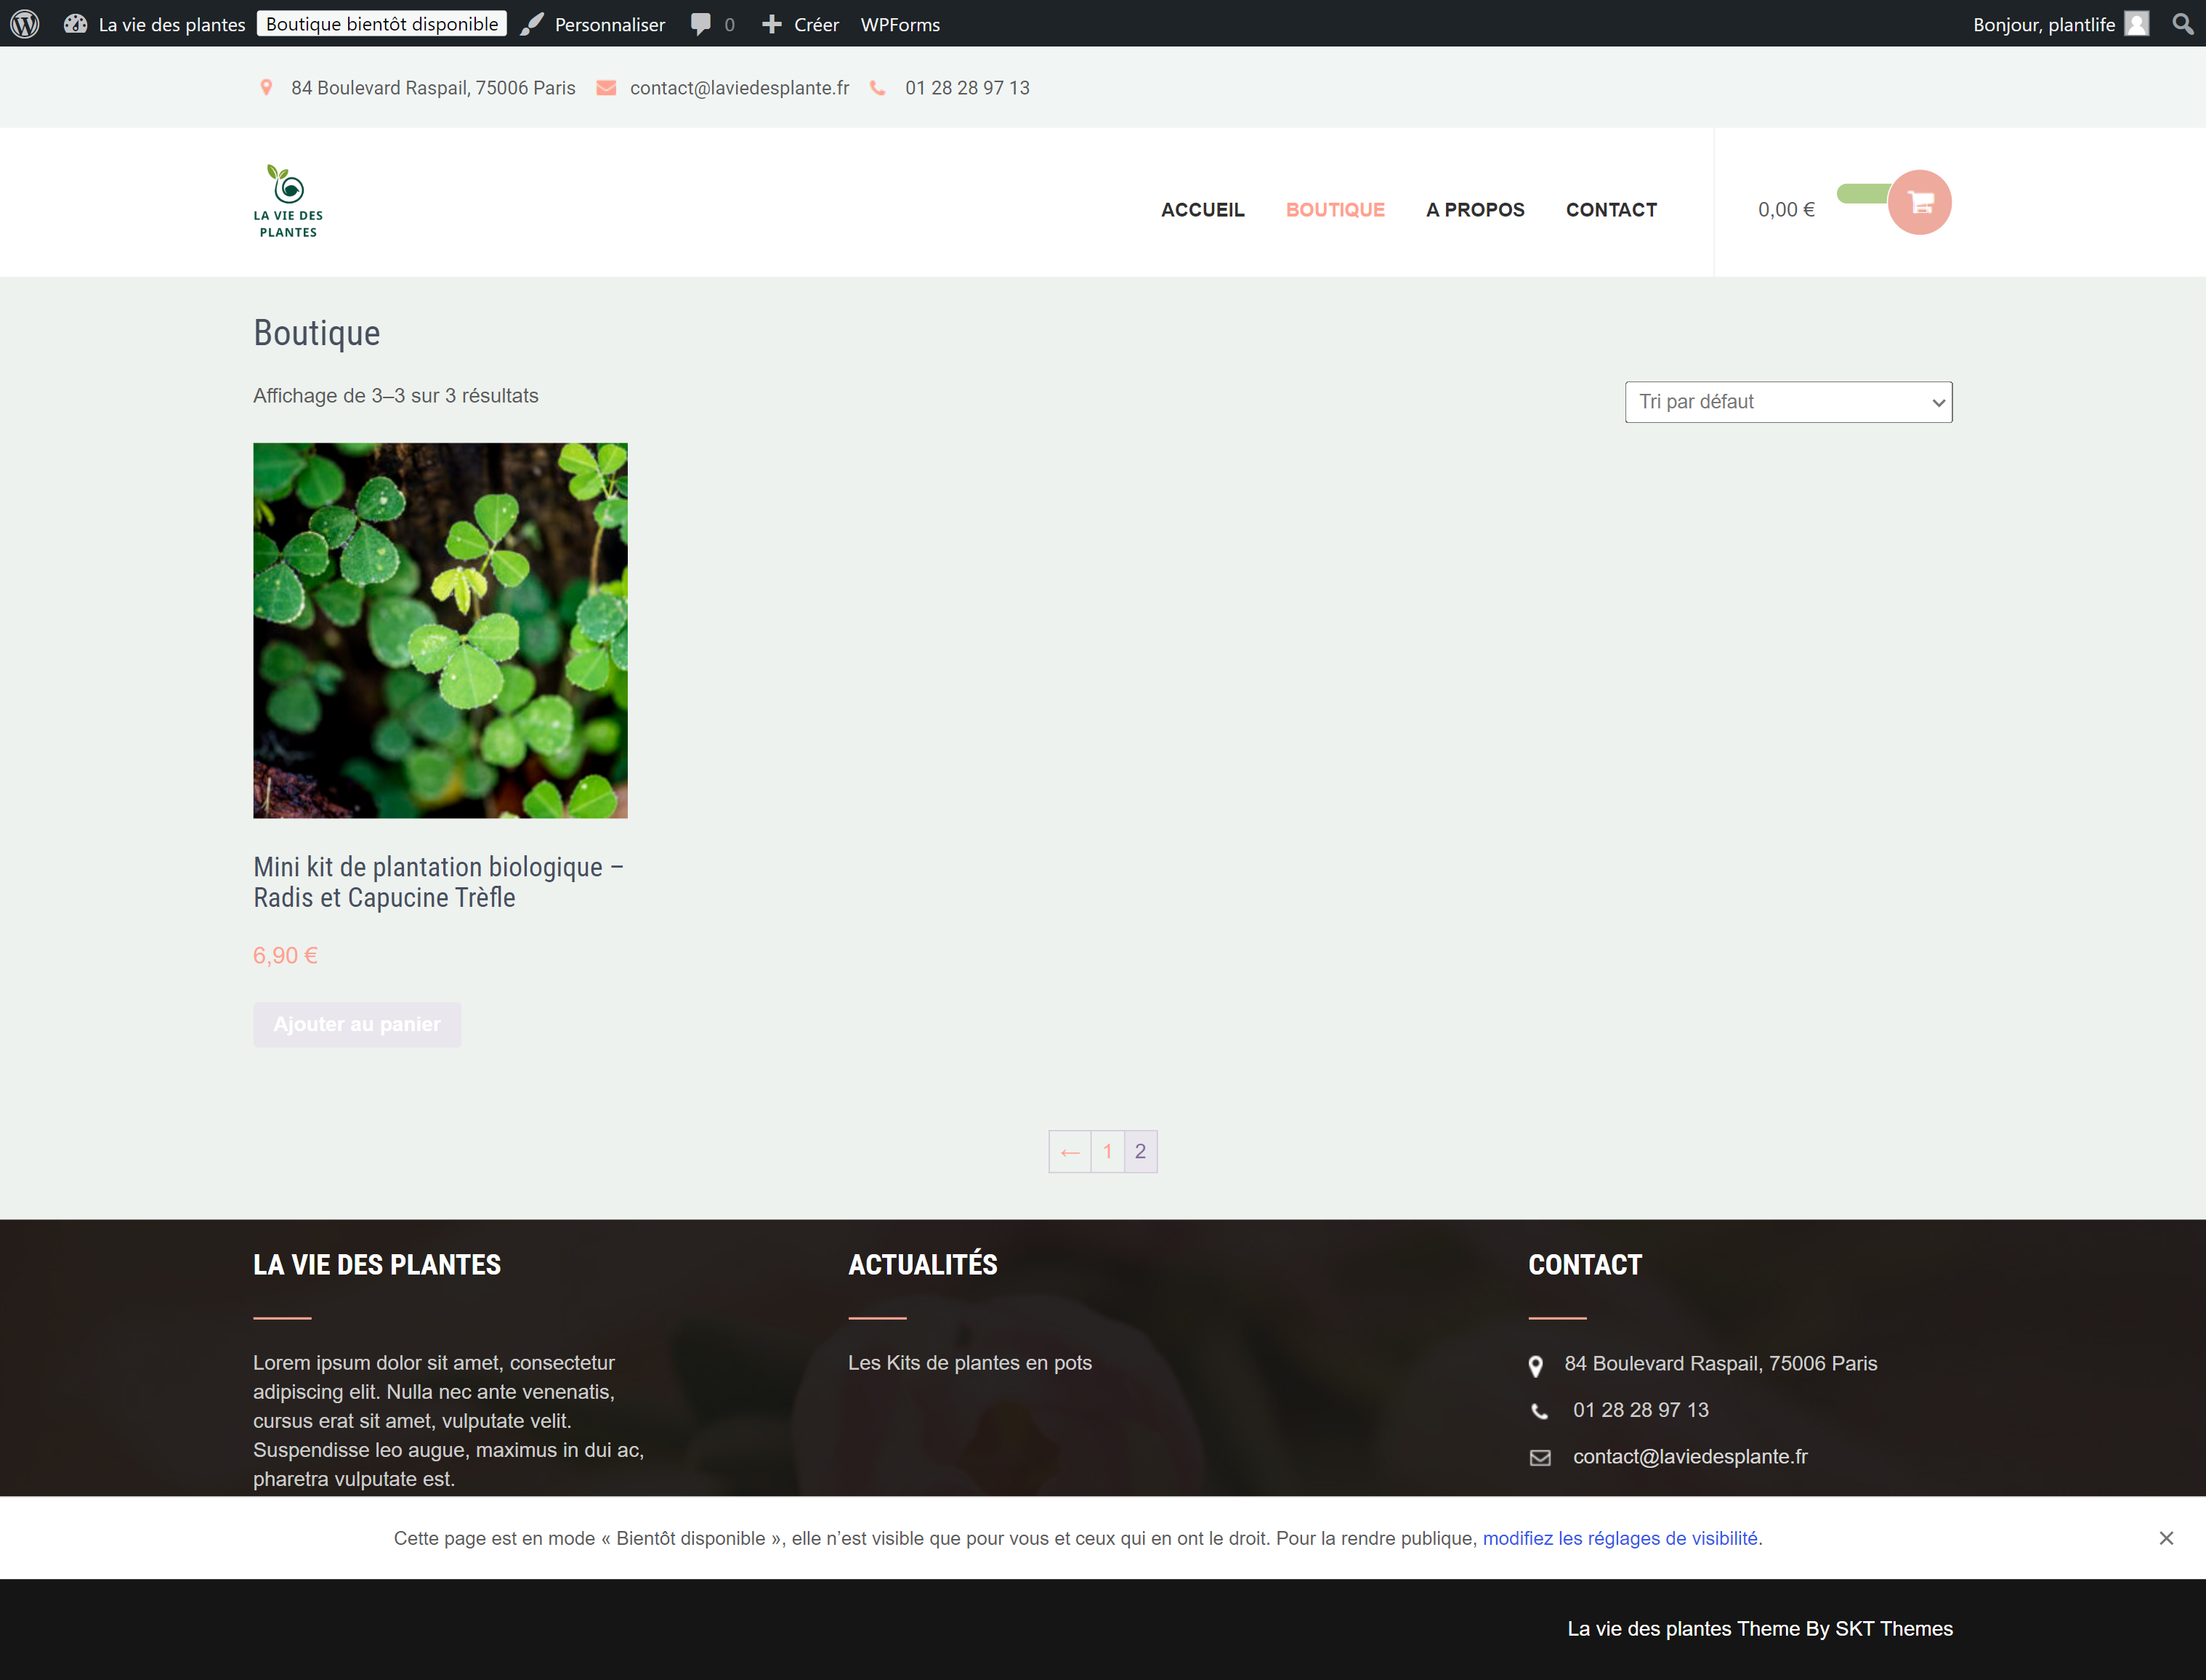 La vie des plantes Boutique bientôt disponible Personnaliser 0 Créer WPForms Bonjour, plantlife
84 Boulevard Raspail, 75006 Paris contact@laviedesplante.fr 01 28 28 97 13
LA VIE DES
PLANTES
ACCUEIL BOUTIQUE A PROPOS CONTACT 0,00 €
Boutique
Affichage de 3–3 sur 3 résultats
Tri par défaut
Mini kit de plantation biologique –
Radis et Capucine Trèfle
6,90 €
Ajouter au panier
← 1 2
LA VIE DES PLANTES
Lorem ipsum dolor sit amet, consectetur
adipiscing elit. Nulla nec ante venenatis,
cursus erat sit amet, vulputate velit.
Suspendisse leo augue, maximus in dui ac,
pharetra vulputate est.
ACTUALITÉS
Les Kits de plantes en pots
CONTACT
84 Boulevard Raspail, 75006 Paris
01 28 28 97 13
contact@laviedesplante.fr
Cette page est en mode « Bientôt disponible », elle n’est visible que pour vous et ceux qui en ont le droit. Pour la rendre publique, modifiez les réglages de visibilité.
La vie des plantes Theme By SKT Themes